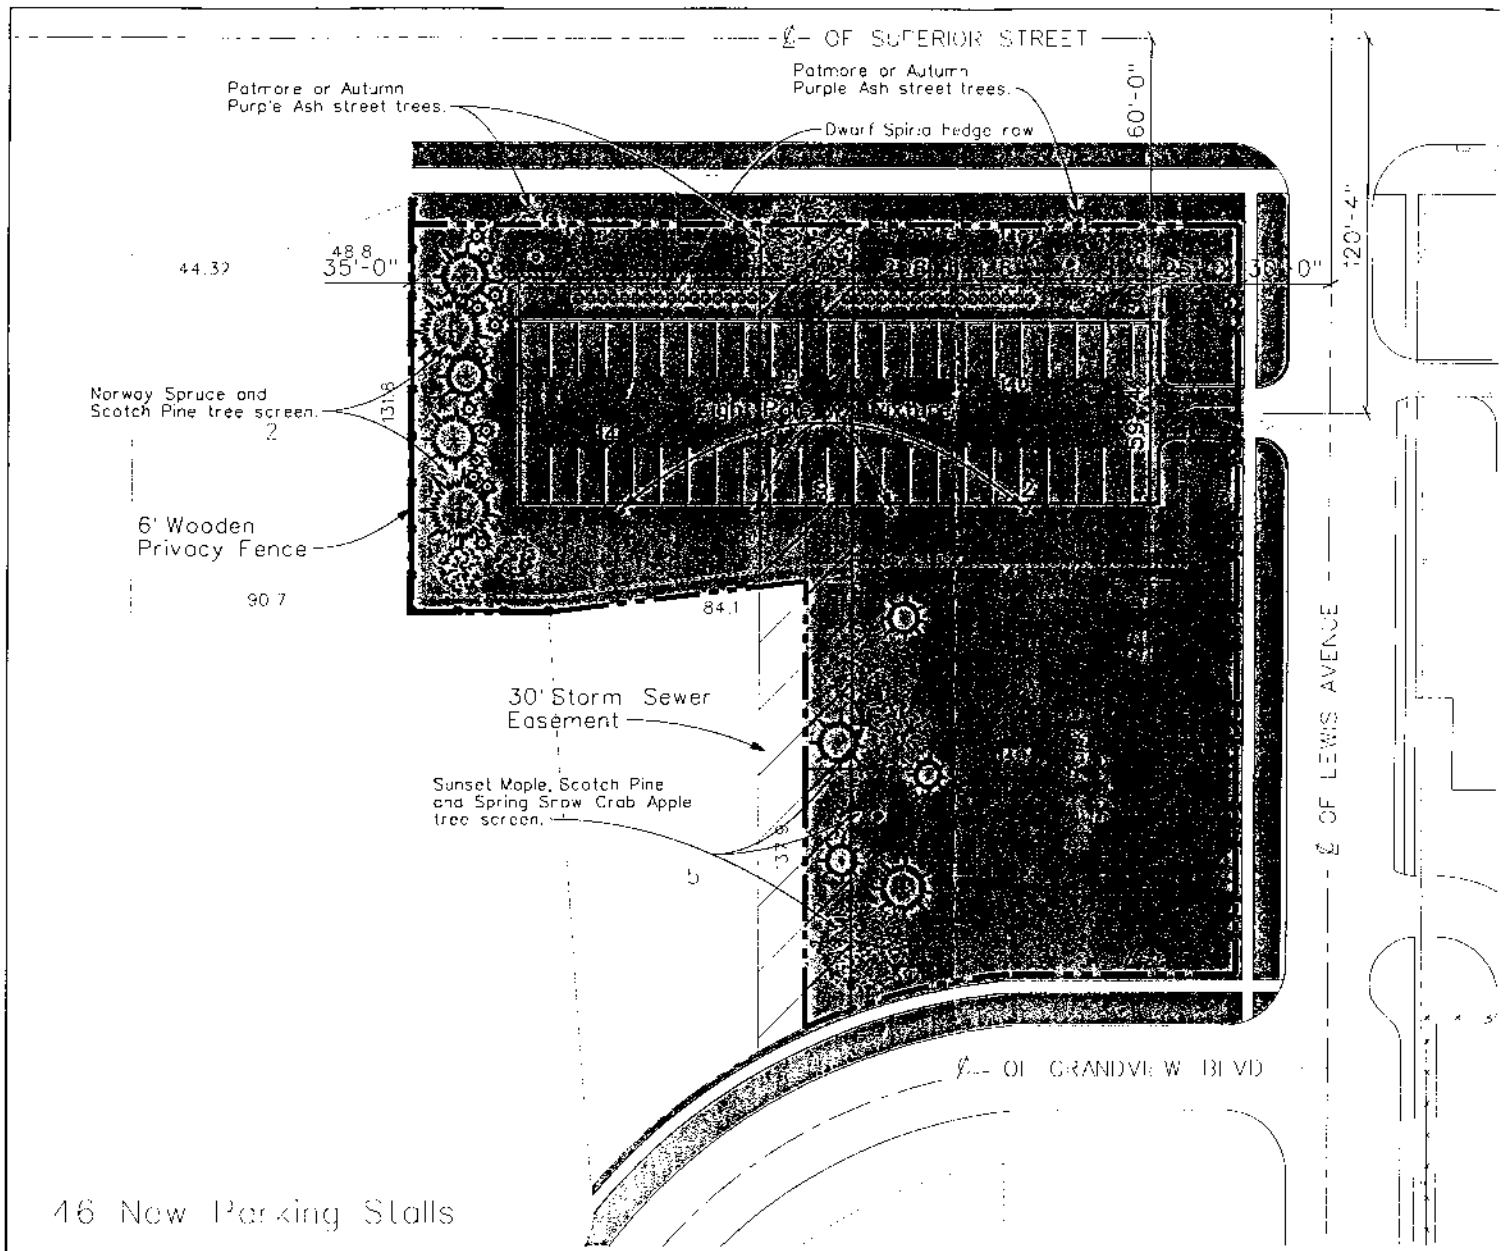 ℄ OF SUPERIOR STREET
Patmore or Autumn
Purple Ash street trees.
Patmore or Autumn
Purple Ash street trees.
60'-0"
Dwarf Spirea hedge row
120'-4"
44.32
48.8
35'-0"
36'-0"
Norway Spruce and
Scotch Pine tree screen.
2
131.8
Light Pole
59'
6' Wooden
Privacy Fence
90.7
84.1
30' Storm Sewer
Easement
℄ OF LEWIS AVENUE
Sunset Maple, Scotch Pine
and Spring Snow Crab Apple
tree screen.
5
℄ OF GRANDVIEW BLVD
46 New Parking Stalls